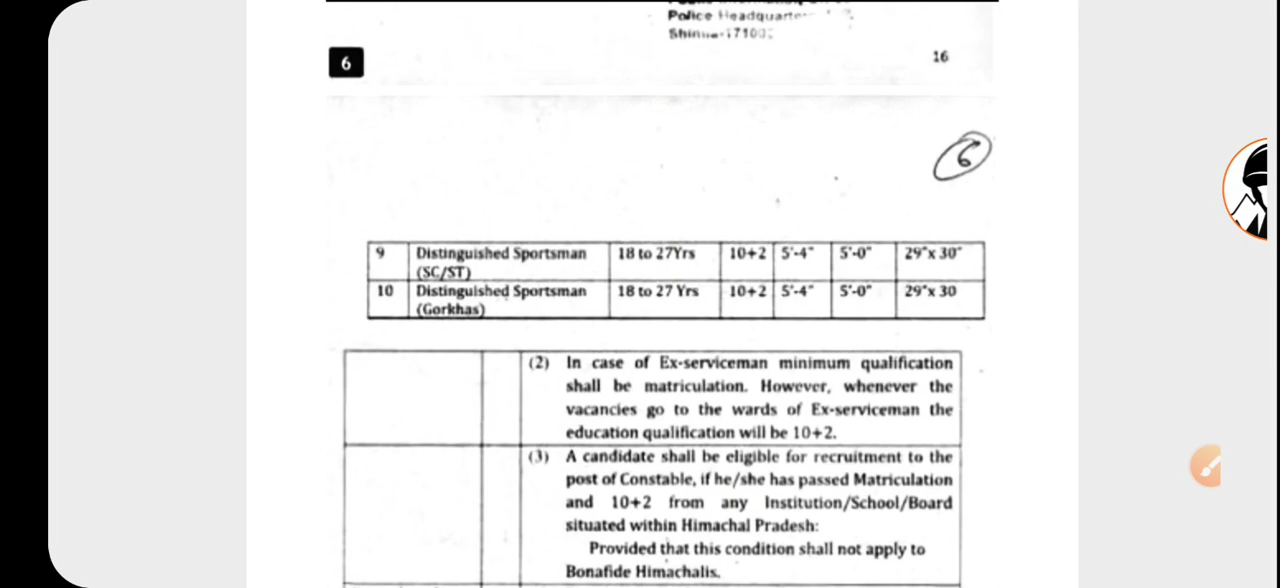 Police Headquarte
6
16
6
9 Distinguished Sportsman 18 to 27Yrs 10+2 5'-4" 5'-0" 29"x 30"
(SC/ST)
10 Distinguished Sportsman 18 to 27 Yrs 10+2 5'-4" 5'-0" 29"x 30
(Gorkhas)
(2) In case of Ex-serviceman minimum qualification
shall be matriculation. However, whenever the
vacancies go to the wards of Ex-serviceman the
education qualification will be 10+2.
(3) A candidate shall be eligible for recruitment to the
post of Constable, if he/she has passed Matriculation
and 10+2 from any Institution/School/Board
situated within Himachal Pradesh:
Provided that this condition shall not apply to
Bonafide Himachalis.